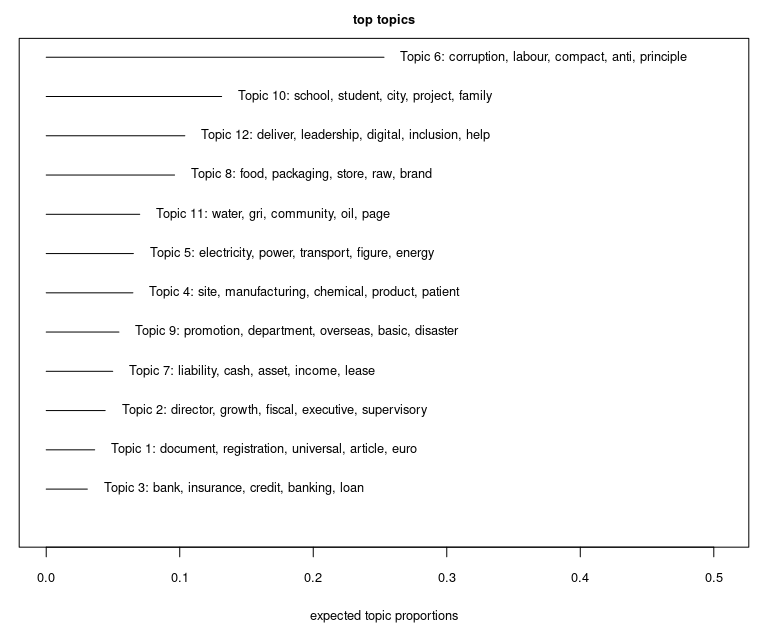 top topics
Topic 6: corruption, labour, compact, anti, principle
Topic 10: school, student, city, project, family
Topic 12: deliver, leadership, digital, inclusion, help
Topic 8: food, packaging, store, raw, brand
Topic 11: water, gri, community, oil, page
Topic 5: electricity, power, transport, figure, energy
Topic 4: site, manufacturing, chemical, product, patient
Topic 9: promotion, department, overseas, basic, disaster
Topic 7: liability, cash, asset, income, lease
Topic 2: director, growth, fiscal, executive, supervisory
Topic 1: document, registration, universal, article, euro
Topic 3: bank, insurance, credit, banking, loan
0.0 0.1 0.2 0.3 0.4 0.5
expected topic proportions